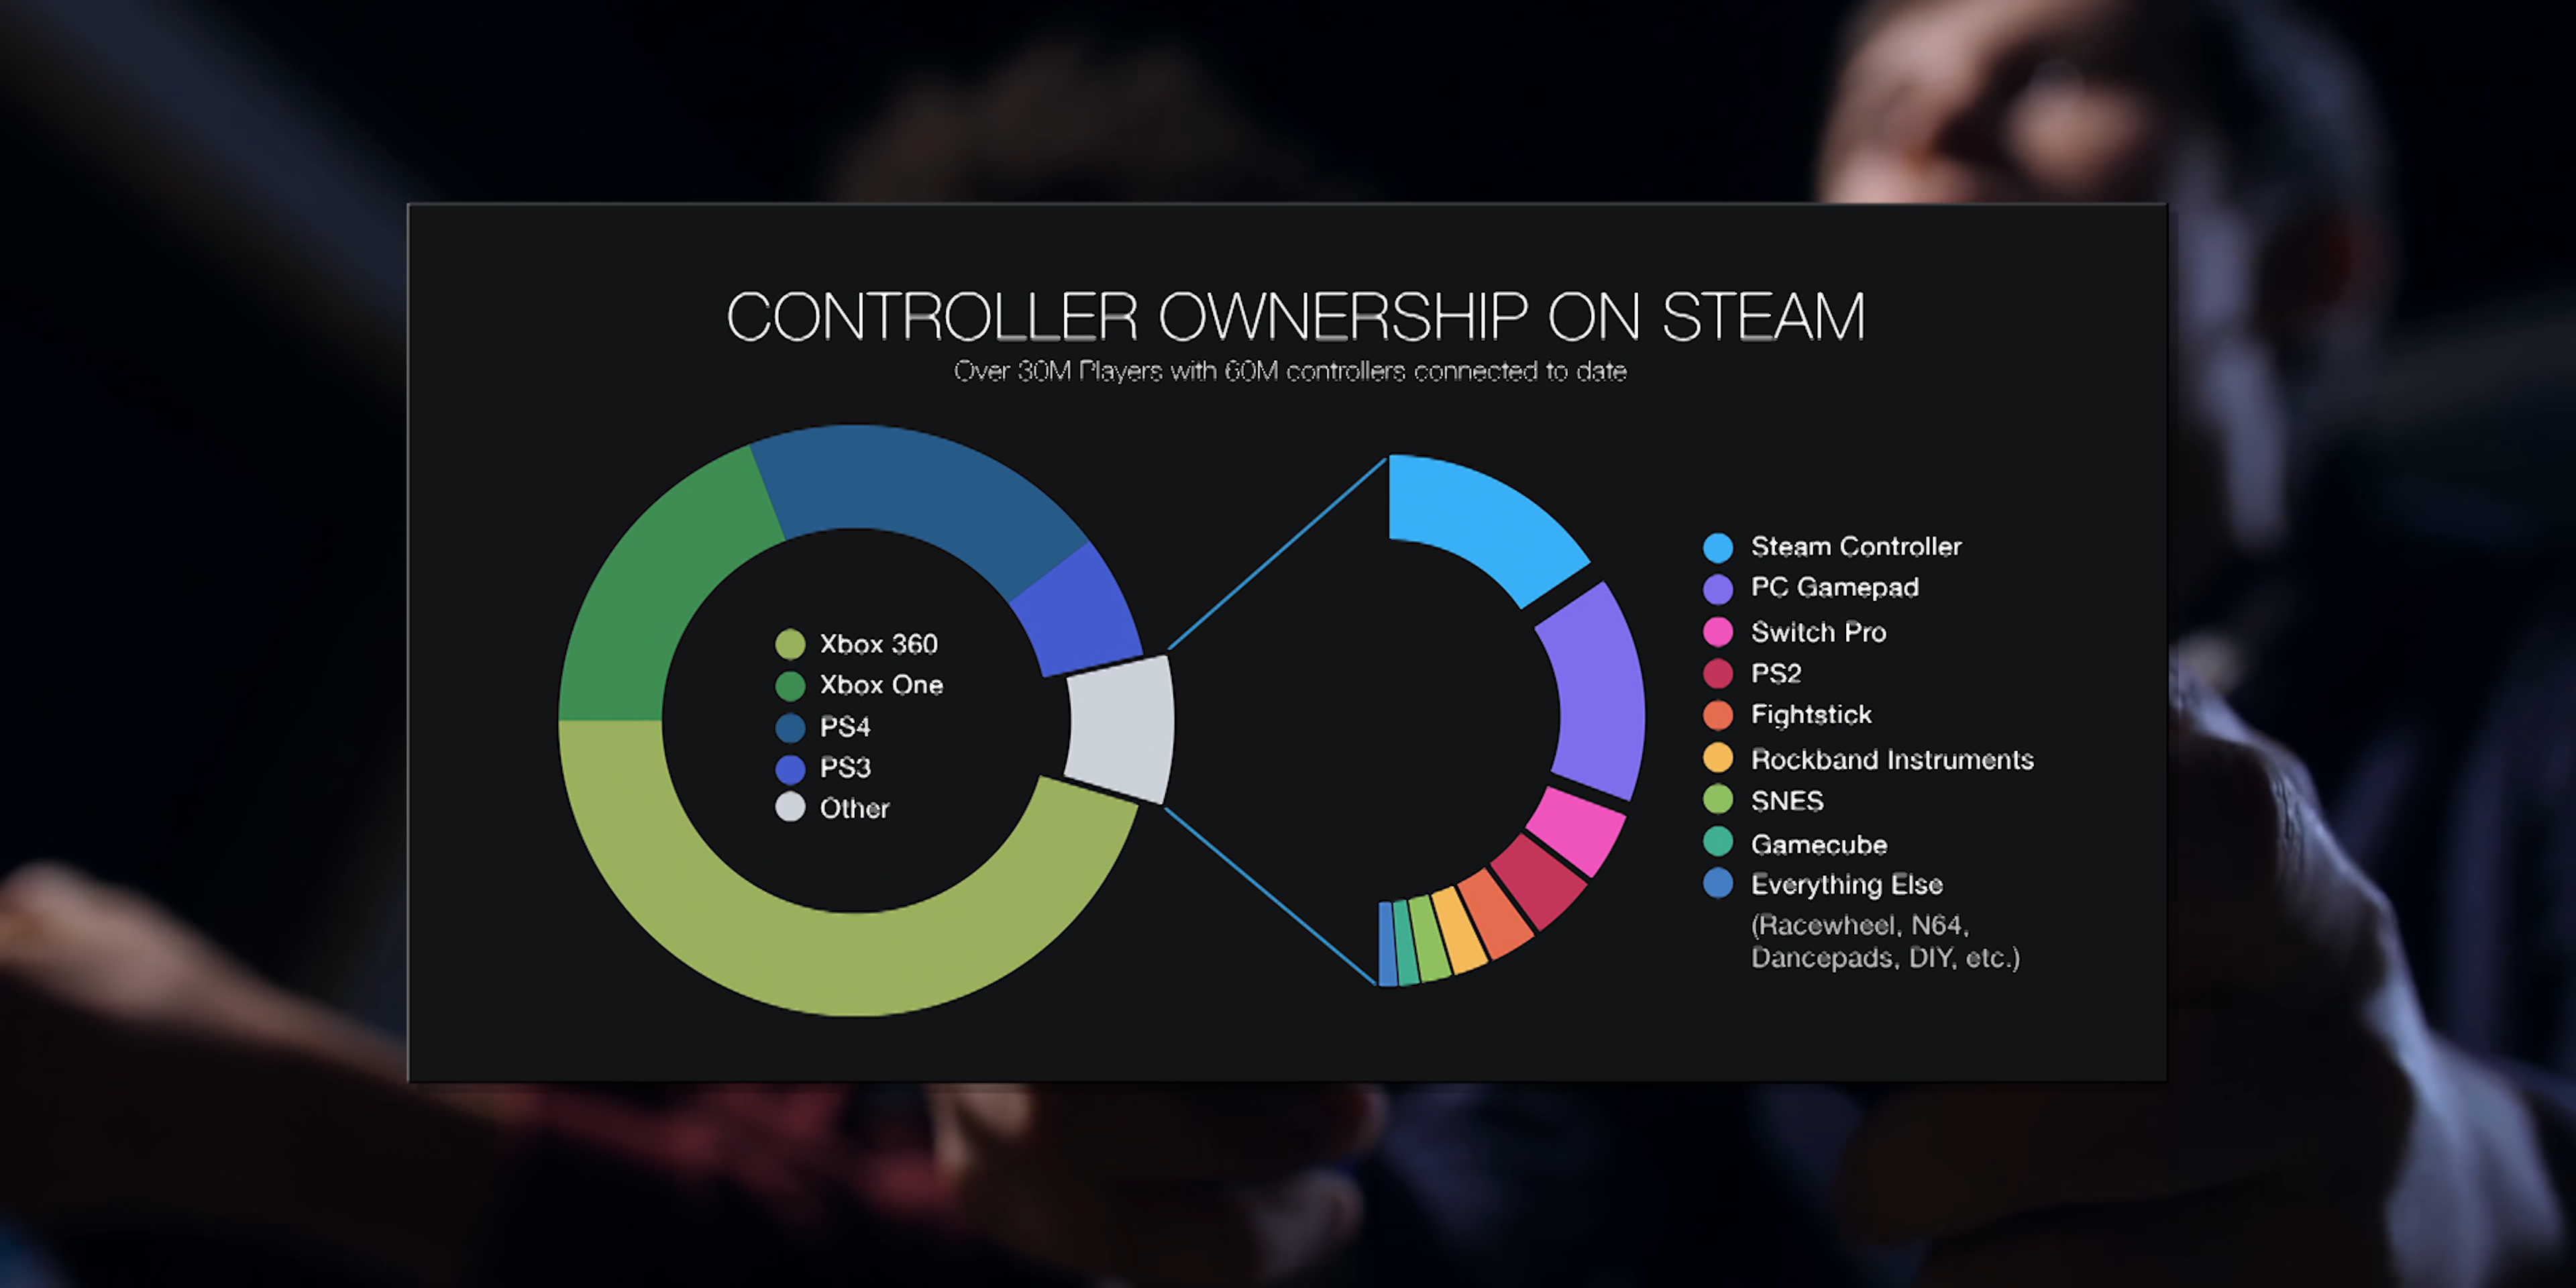 CONTROLLER OWNERSHIP ON STEAM
Over 30M Players with 60M controllers connected to date
Xbox 360
Xbox One
PS4
PS3
Other
Steam Controller
PC Gamepad
Switch Pro
PS2
Fightstick
Rockband Instruments
SNES
Gamecube
Everything Else
(Racewheel, N64,
Dancepads, DIY, etc.)